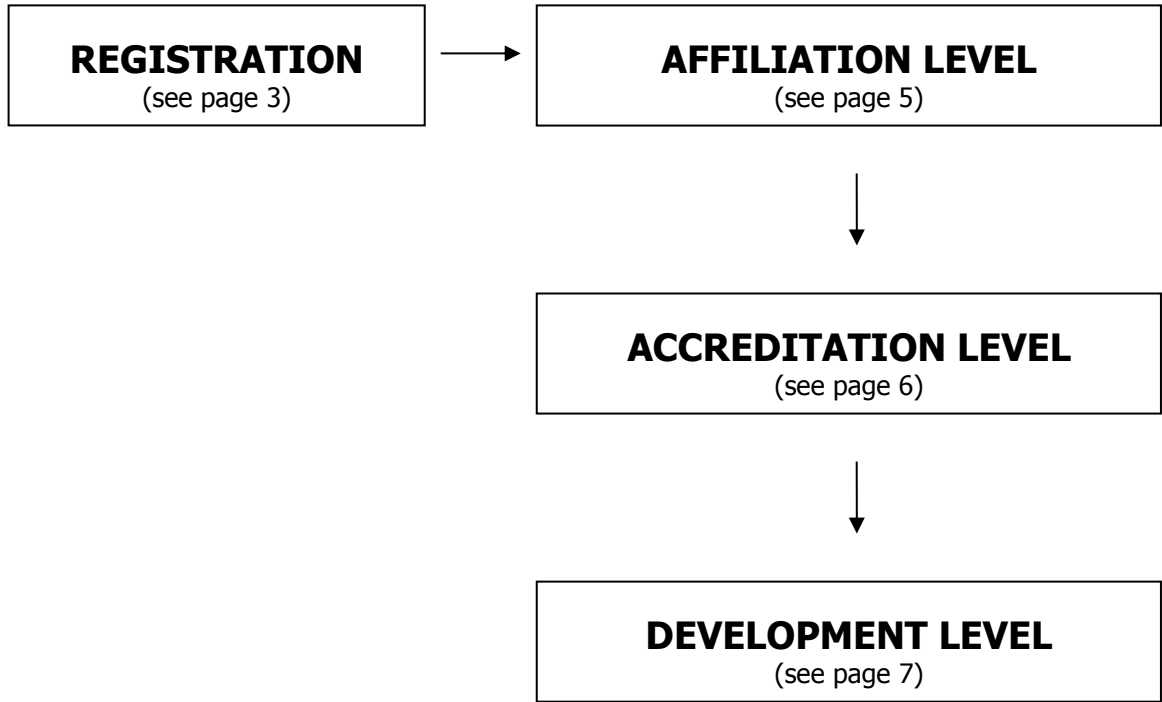 REGISTRATION
(see page 3)
AFFILIATION LEVEL
(see page 5)
ACCREDITATION LEVEL
(see page 6)
DEVELOPMENT LEVEL
(see page 7)